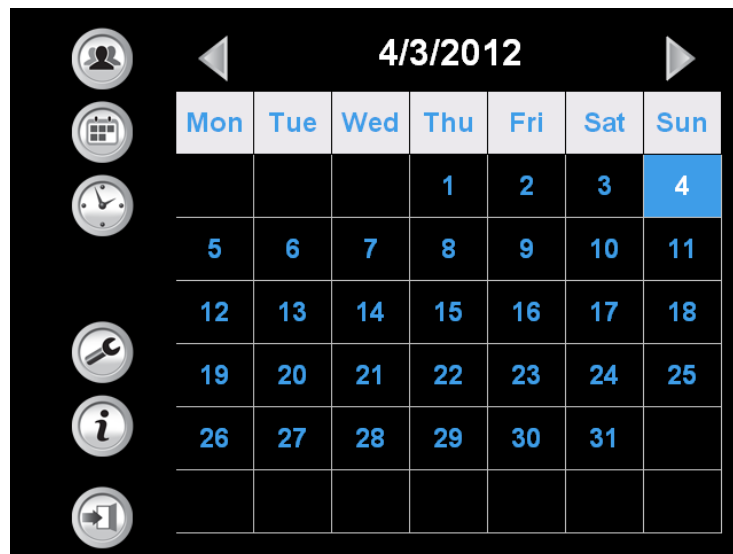 4/3/2012
Mon Tue Wed Thu Fri Sat Sun
1 2 3 4
5 6 7 8 9 10 11
12 13 14 15 16 17 18
19 20 21 22 23 24 25
26 27 28 29 30 31
i